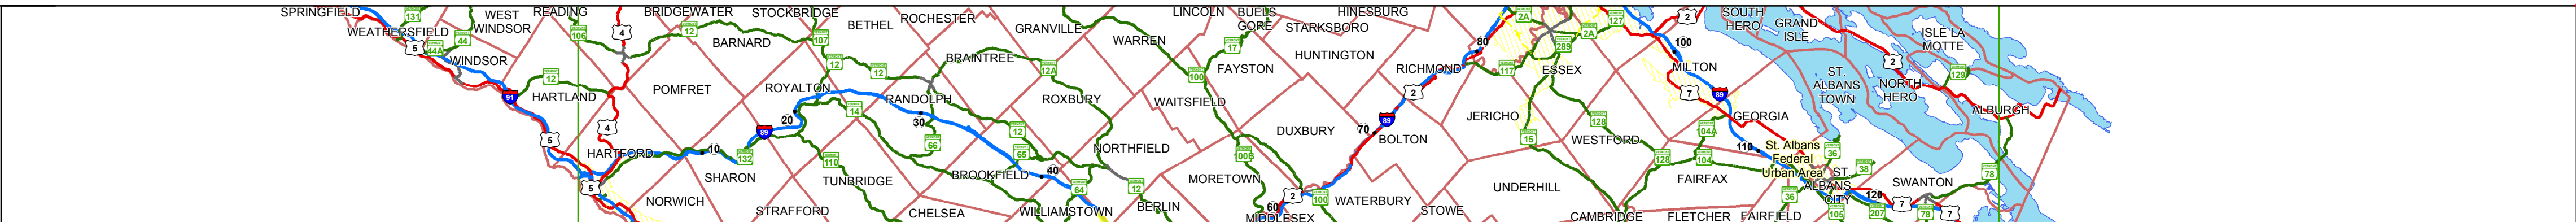 SPRINGFIELD
131
WEST
WINDSOR
READING
BRIDGEWATER
STOCKBRIDGE
ROCHESTER
GRANVILLE
LINCOLN
BUELS
GORE
HINESBURG
2A
127
2
SOUTH
HERO
GRAND
ISLE
WEATHERSFIELD
5
44A
44
106
4
12
BARNARD
107
BETHEL
WARREN
17
STARKSBORO
HUNTINGTON
80
289
2A
100
ISLE LA
MOTTE
WINDSOR
12
12
12
BRAINTREE
12A
100
FAYSTON
RICHMOND
117
ESSEX
MILTON
ST.
ALBANS
TOWN
2
129
NORTH
HERO
91
HARTLAND
POMFRET
ROYALTON
RANDOLPH
ROXBURY
WAITSFIELD
2
7
89
ALBURGH
4
20
14
30
DUXBURY
70
89
JERICHO
128
GEORGIA
5
89
66
12
BOLTON
15
WESTFORD
104A
HARTFORD
10
132
110
65
NORTHFIELD
100B
128
104
110
St. Albans
Federal
Urban Area
36
38
78
5
SHARON
TUNBRIDGE
BROOKFIELD
40
64
12
MORETOWN
UNDERHILL
FAIRFAX
ST.
ALBANS
CITY
SWANTON
NORWICH
STRAFFORD
CHELSEA
WILLIAMSTOWN
BERLIN
60
2
MIDDLESEX
100
WATERBURY
STOWE
CAMBRIDGE
FLETCHER
FAIRFIELD
36
105
120
207
7
78
7